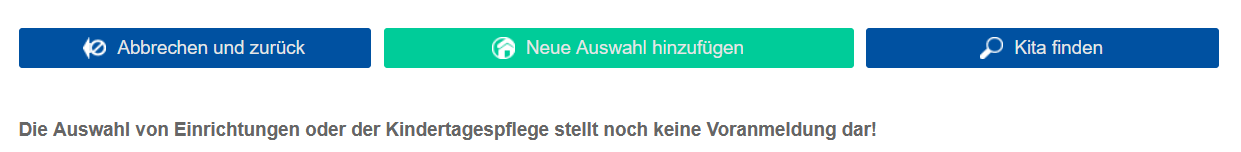 Abbrechen und zurück Neue Auswahl hinzufügen Kita finden
Die Auswahl von Einrichtungen oder der Kindertagespflege stellt noch keine Voranmeldung dar!